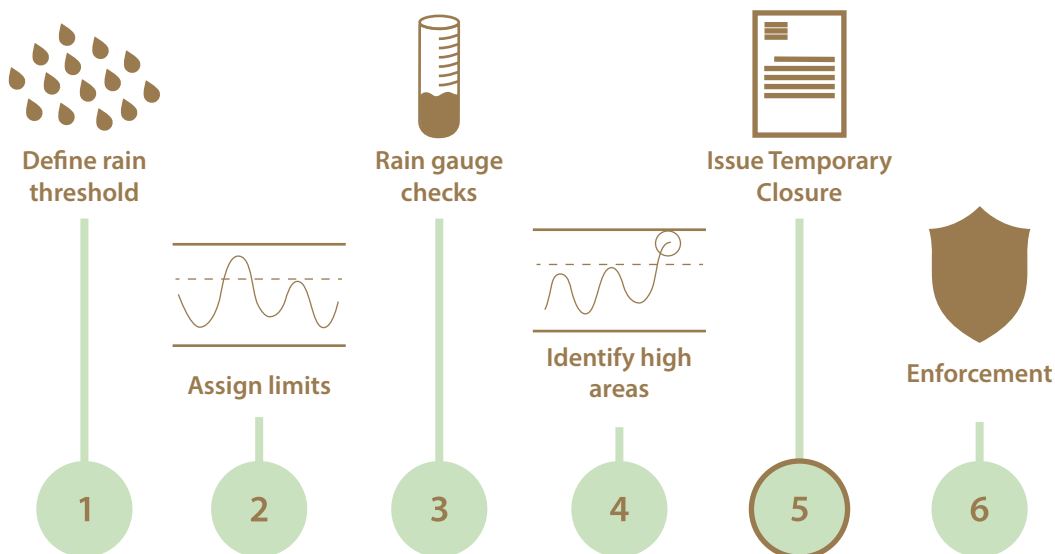 Define rain
threshold
Rain gauge
checks
Issue Temporary
Closure
Assign limits
Identify high
areas
Enforcement
1
2
3
4
5
6